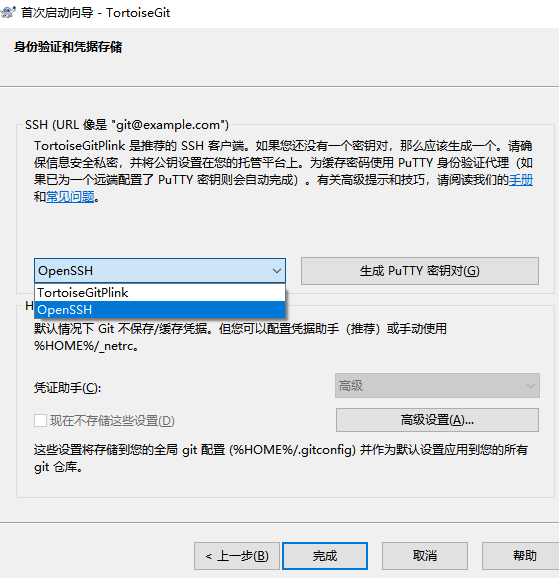 首次启动向导 - TortoiseGit
身份验证和凭据存储
SSH (URL 像是 "git@example.com")
TortoiseGitPlink 是推荐的 SSH 客户端。如果您还没有一个密钥对，那么应该生成一个。请确
保信息安全私密，并将公钥设置在您的托管平台上。为缓存密码使用 PuTTY 身份验证代理（如
果已为一个远端配置了 PuTTY 密钥则会自动完成）。有关高级提示和技巧，请阅读我们的手册
和常见问题。
OpenSSH
生成 PuTTY 密钥对(G)
TortoiseGitPlink
OpenSSH
默认情况下 Git 不保存/缓存凭据。但您可以配置凭据助手（推荐）或手动使用
%HOME%/_netrc。
凭证助手(C):
高级
现在不存储这些设置(D)
高级设置(A)...
这些设置将存储到您的全局 git 配置 (%HOME%/.gitconfig) 并作为默认设置应用到您的所有
git 仓库。
< 上一步(B)
完成
取消
帮助